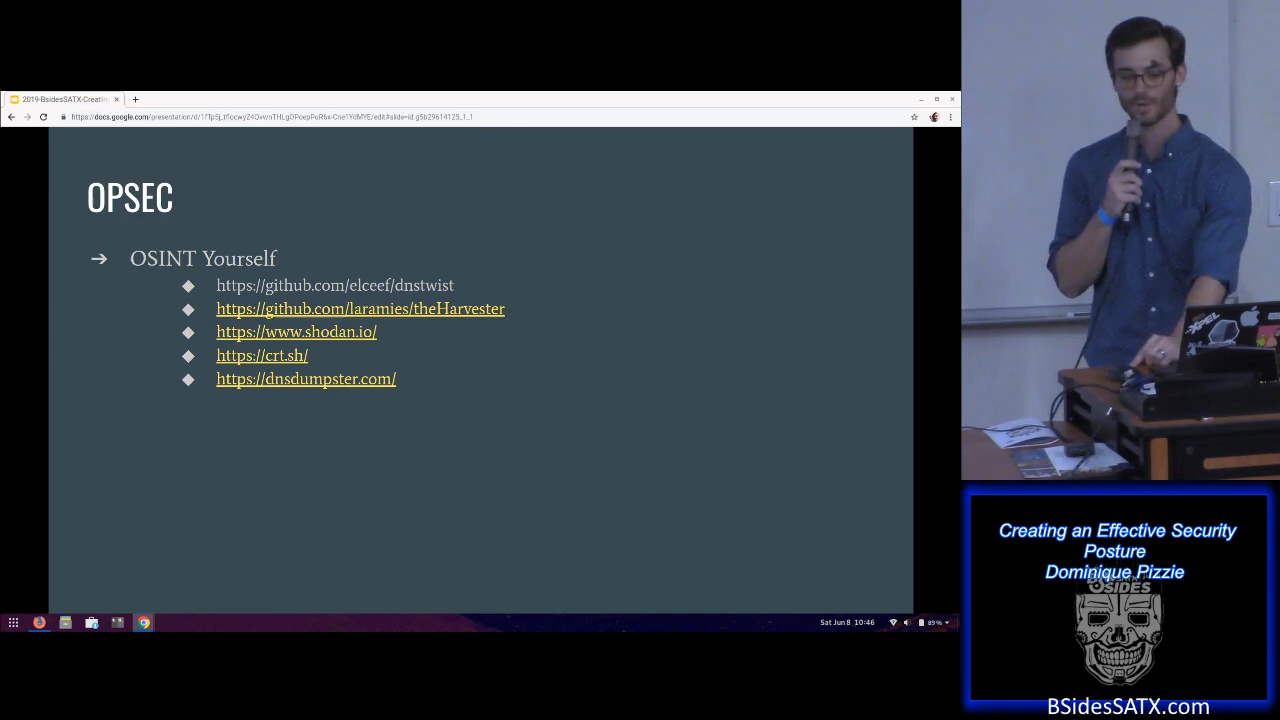 2019-BsidesSATX-Creatin
OPSEC
➔ OSINT Yourself
◆ https://github.com/elceef/dnstwist
◆ https://github.com/laramies/theHarvester
◆ https://www.shodan.io/
◆ https://crt.sh/
◆ https://dnsdumpster.com/
Sat Jun 8 10:46
89%
XPEL
Creating an Effective Security
Posture
Dominique Pizzie
BSIDES
BSidesSATX.com